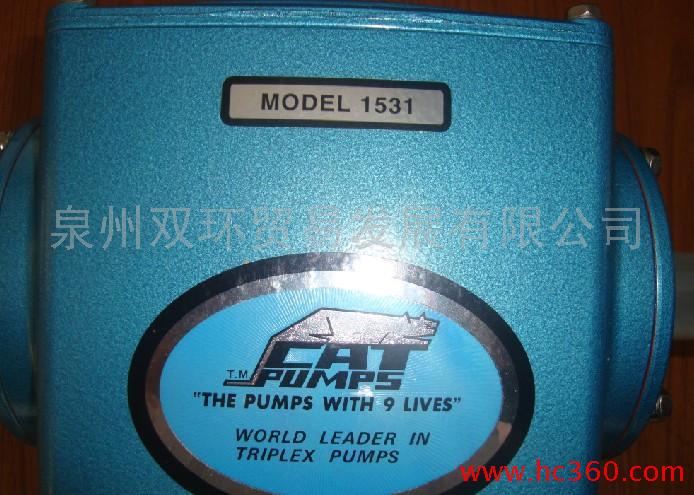 MODEL 1531
泉州双环贸易发展有限公司
CAT
T.M. PUMPS
"THE PUMPS WITH 9 LIVES"
WORLD LEADER IN
TRIPLEX PUMPS
www.hc360.com